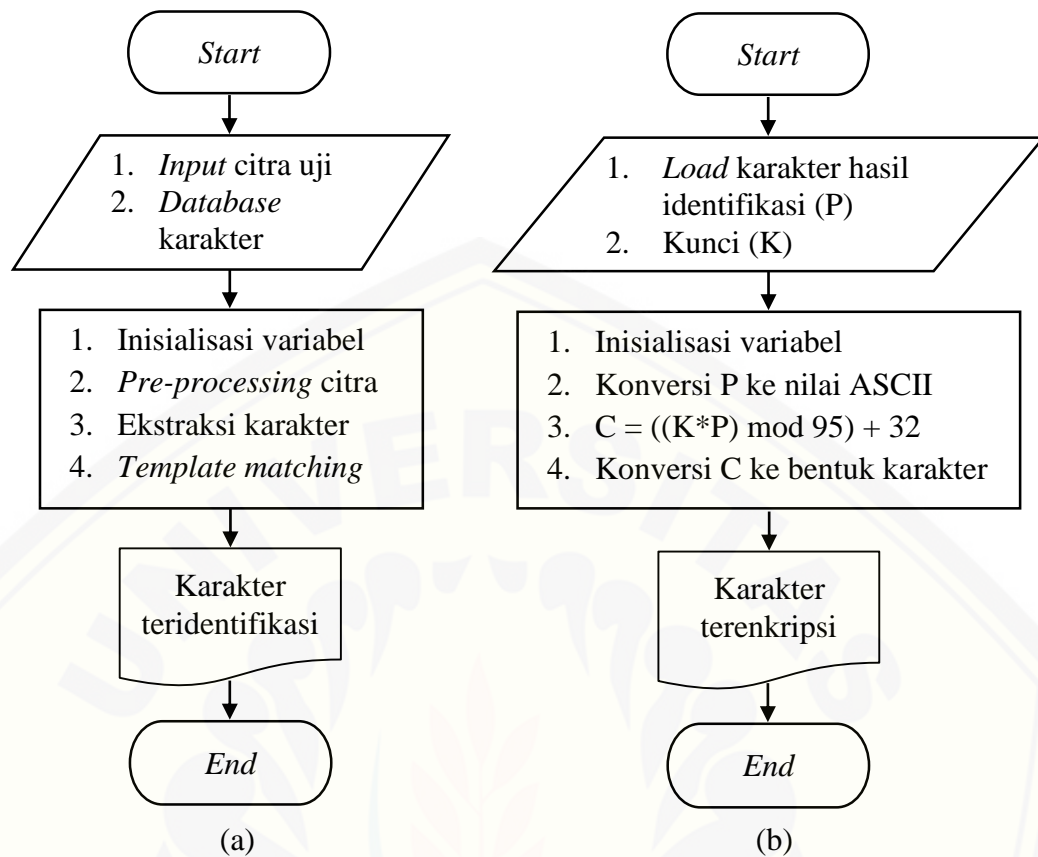 Start
1. Input citra uji
2. Database
karakter
1. Inisialisasi variabel
2. Pre-processing citra
3. Ekstraksi karakter
4. Template matching
Karakter
teridentifikasi
End
(a)
Start
1. Load karakter hasil
identifikasi (P)
2. Kunci (K)
1. Inisialisasi variabel
2. Konversi P ke nilai ASCII
3. C = ((K*P) mod 95) + 32
4. Konversi C ke bentuk karakter
Karakter
terenkripsi
End
(b)
UNIVERSITAS